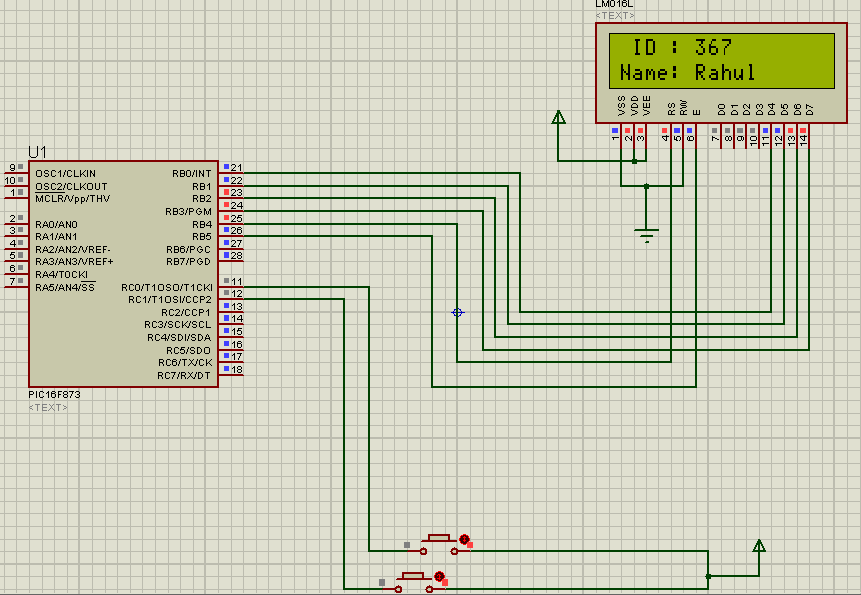 LM016L
<TEXT>
ID : 367
Name: Rahul
VSS
VDD
VEE
RS
RW
E
D0
D1
D2
D3
D4
D5
D6
D7
1
2
3
4
5
6
7
8
9
10
11
12
13
14
U1
9 OSC1/CLKIN RB0/INT 21
10 OSC2/CLKOUT RB1 22
1 MCLR/Vpp/THV RB2 23
RB3/PGM 24
2 RA0/AN0 RB4 25
3 RA1/AN1 RB5 26
4 RA2/AN2/VREF- RB6/PGC 27
5 RA3/AN3/VREF+ RB7/PGD 28
6 RA4/T0CKI
7 RA5/AN4/SS RC0/T1OSO/T1CKI 11
RC1/T1OSI/CCP2 12
RC2/CCP1 13
RC3/SCK/SCL 14
RC4/SDI/SDA 15
RC5/SDO 16
RC6/TX/CK 17
RC7/RX/DT 18
PIC16F873
<TEXT>